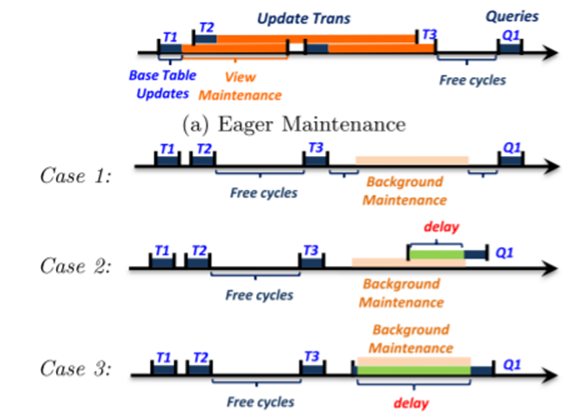 Update Trans
Queries
T1
T2
T3
Q1
Base Table
Updates
View
Maintenance
Free cycles
(a) Eager Maintenance
Case 1:
T1
T2
T3
Q1
Free cycles
Background
Maintenance
delay
Case 2:
T1
T2
T3
Q1
Free cycles
Background
Maintenance
Background
Maintenance
Case 3:
T1
T2
T3
Q1
Free cycles
delay